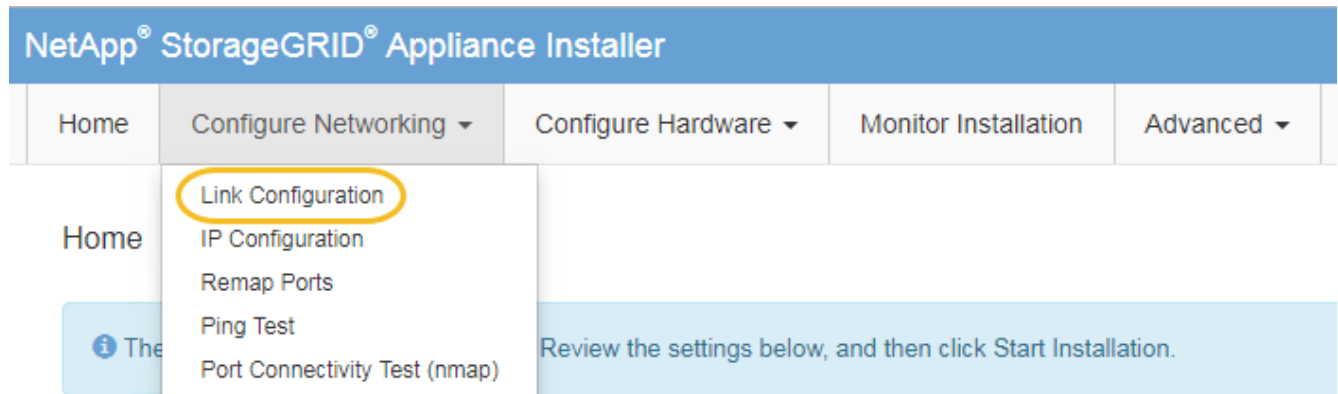 NetApp® StorageGRID® Appliance Installer
Home Configure Networking Configure Hardware Monitor Installation Advanced
Link Configuration
Home IP Configuration
Remap Ports
Ping Test
The Review the settings below, and then click Start Installation.
Port Connectivity Test (nmap)